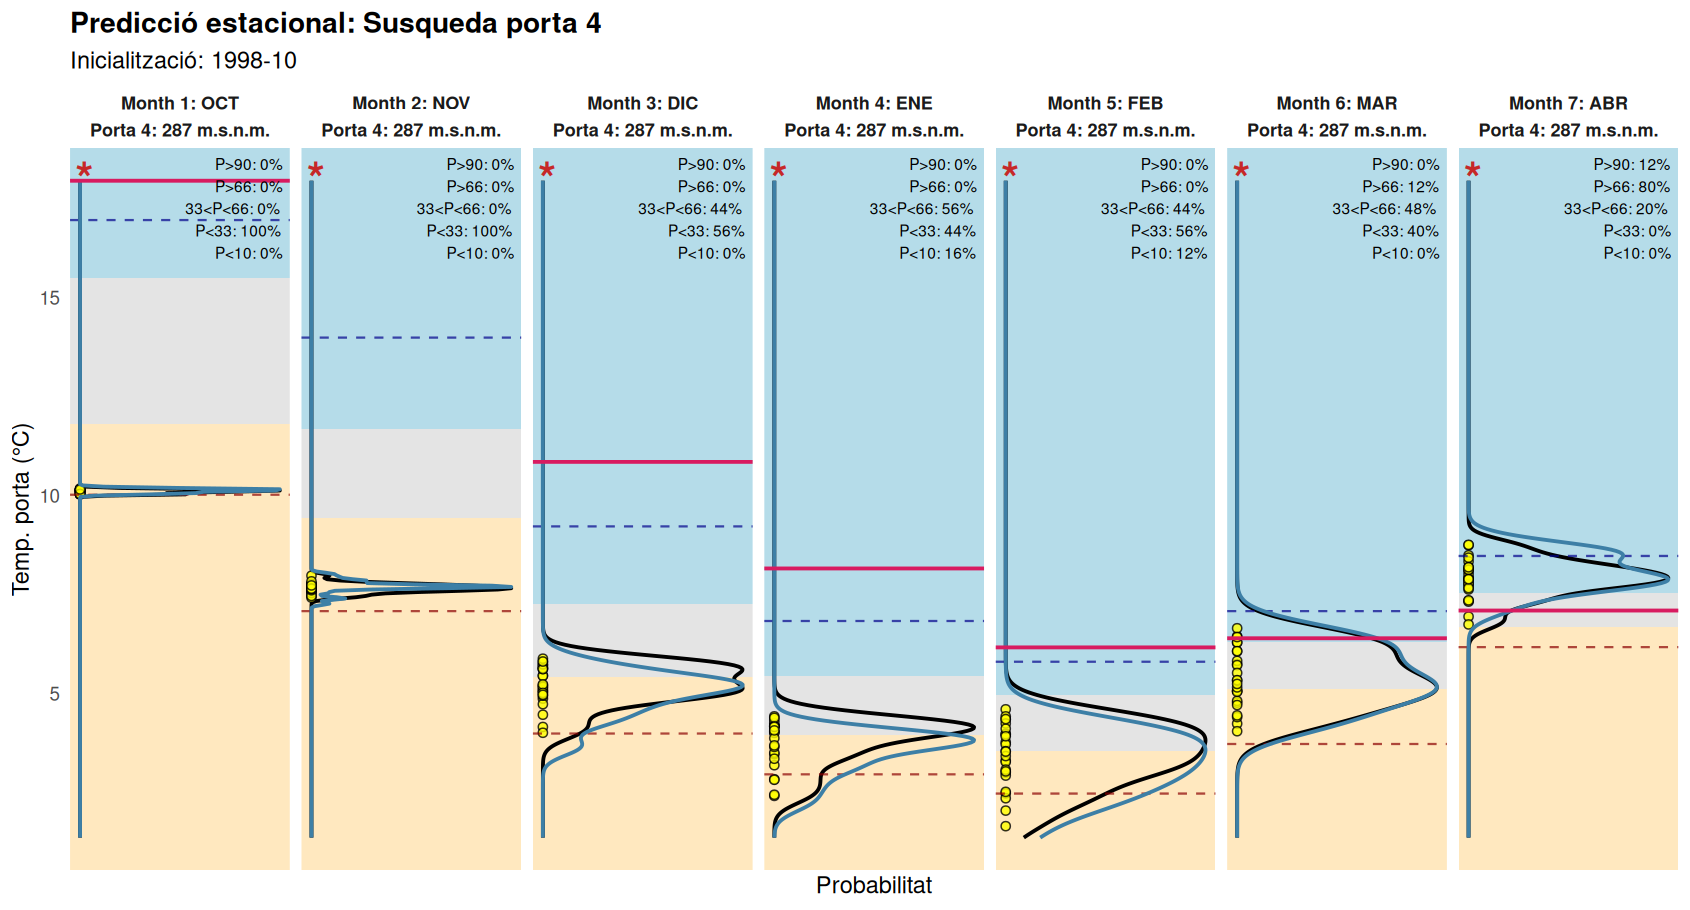 Predicció estacional: Susqueda porta 4
Inicialització: 1998-10
Month 1: OCT
Porta 4: 287 m.s.n.m.
Month 2: NOV
Porta 4: 287 m.s.n.m.
Month 3: DIC
Porta 4: 287 m.s.n.m.
Month 4: ENE
Porta 4: 287 m.s.n.m.
Month 5: FEB
Porta 4: 287 m.s.n.m.
Month 6: MAR
Porta 4: 287 m.s.n.m.
Month 7: ABR
Porta 4: 287 m.s.n.m.
*
P>90: 0%
P>66: 0%
33<P<66: 0%
P<33: 100%
P<10: 0%
*
P>90: 0%
P>66: 0%
33<P<66: 0%
P<33: 100%
P<10: 0%
*
P>90: 0%
P>66: 0%
33<P<66: 44%
P<33: 56%
P<10: 0%
*
P>90: 0%
P>66: 0%
33<P<66: 56%
P<33: 44%
P<10: 16%
*
P>90: 0%
P>66: 0%
33<P<66: 44%
P<33: 56%
P<10: 12%
*
P>90: 0%
P>66: 12%
33<P<66: 48%
P<33: 40%
P<10: 0%
*
P>90: 12%
P>66: 80%
33<P<66: 20%
P<33: 0%
P<10: 0%
15
10
5
Temp. porta (°C)
Probabilitat